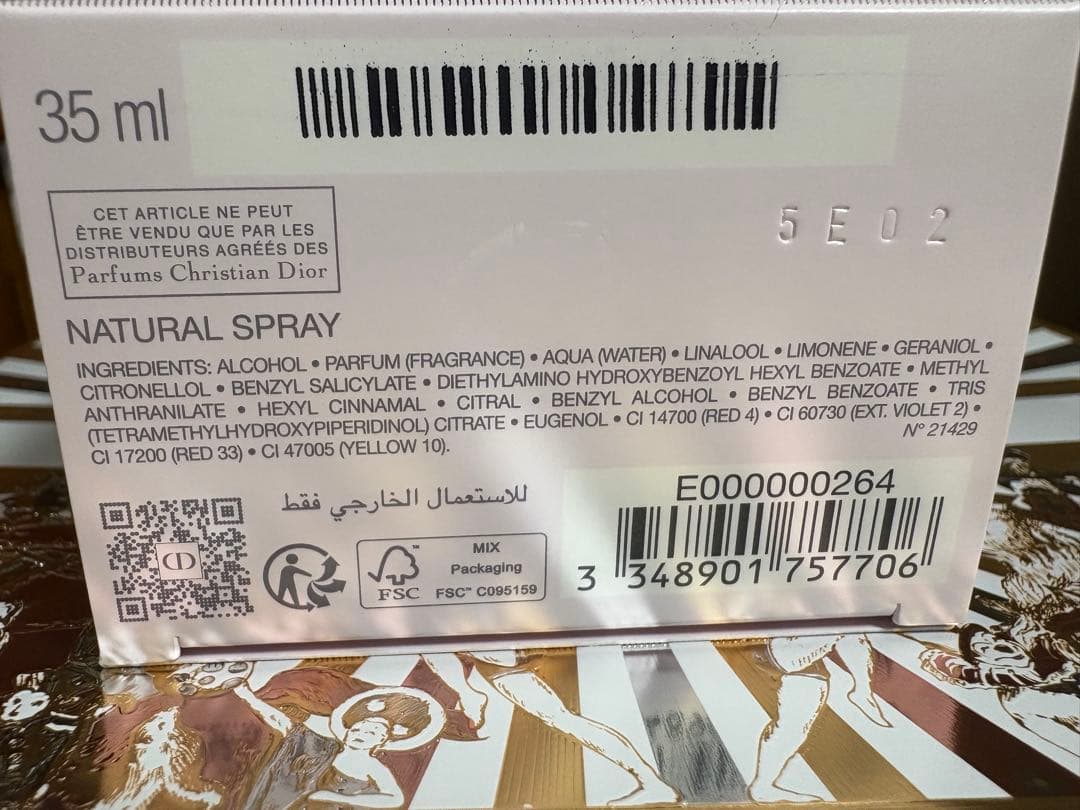 35 ml
CET ARTICLE NE PEUT
ÊTRE VENDU QUE PAR LES
DISTRIBUTEURS AGRÉÉS DES
Parfums Christian Dior
5E02
NATURAL SPRAY
INGREDIENTS: ALCOHOL • PARFUM (FRAGRANCE) • AQUA (WATER) • LINALOOL • LIMONENE • GERANIOL •
CITRONELLOL • BENZYL SALICYLATE • DIETHYLAMINO HYDROXYBENZOYL HEXYL BENZOATE • METHYL
ANTHRANILATE • HEXYL CINNAMAL • CITRAL • BENZYL ALCOHOL • BENZYL BENZOATE • TRIS
(TETRAMETHYLHYDROXYPIPERIDINOL) CITRATE • EUGENOL • CI 14700 (RED 4) • CI 60730 (EXT. VIOLET 2) •
CI 17200 (RED 33) • CI 47005 (YELLOW 10).
N° 21429
للاستعمال الخارجي فقط
CD
FSC™
MIX
Packaging
FSC™ C095159
E000000264
3 348901 757706